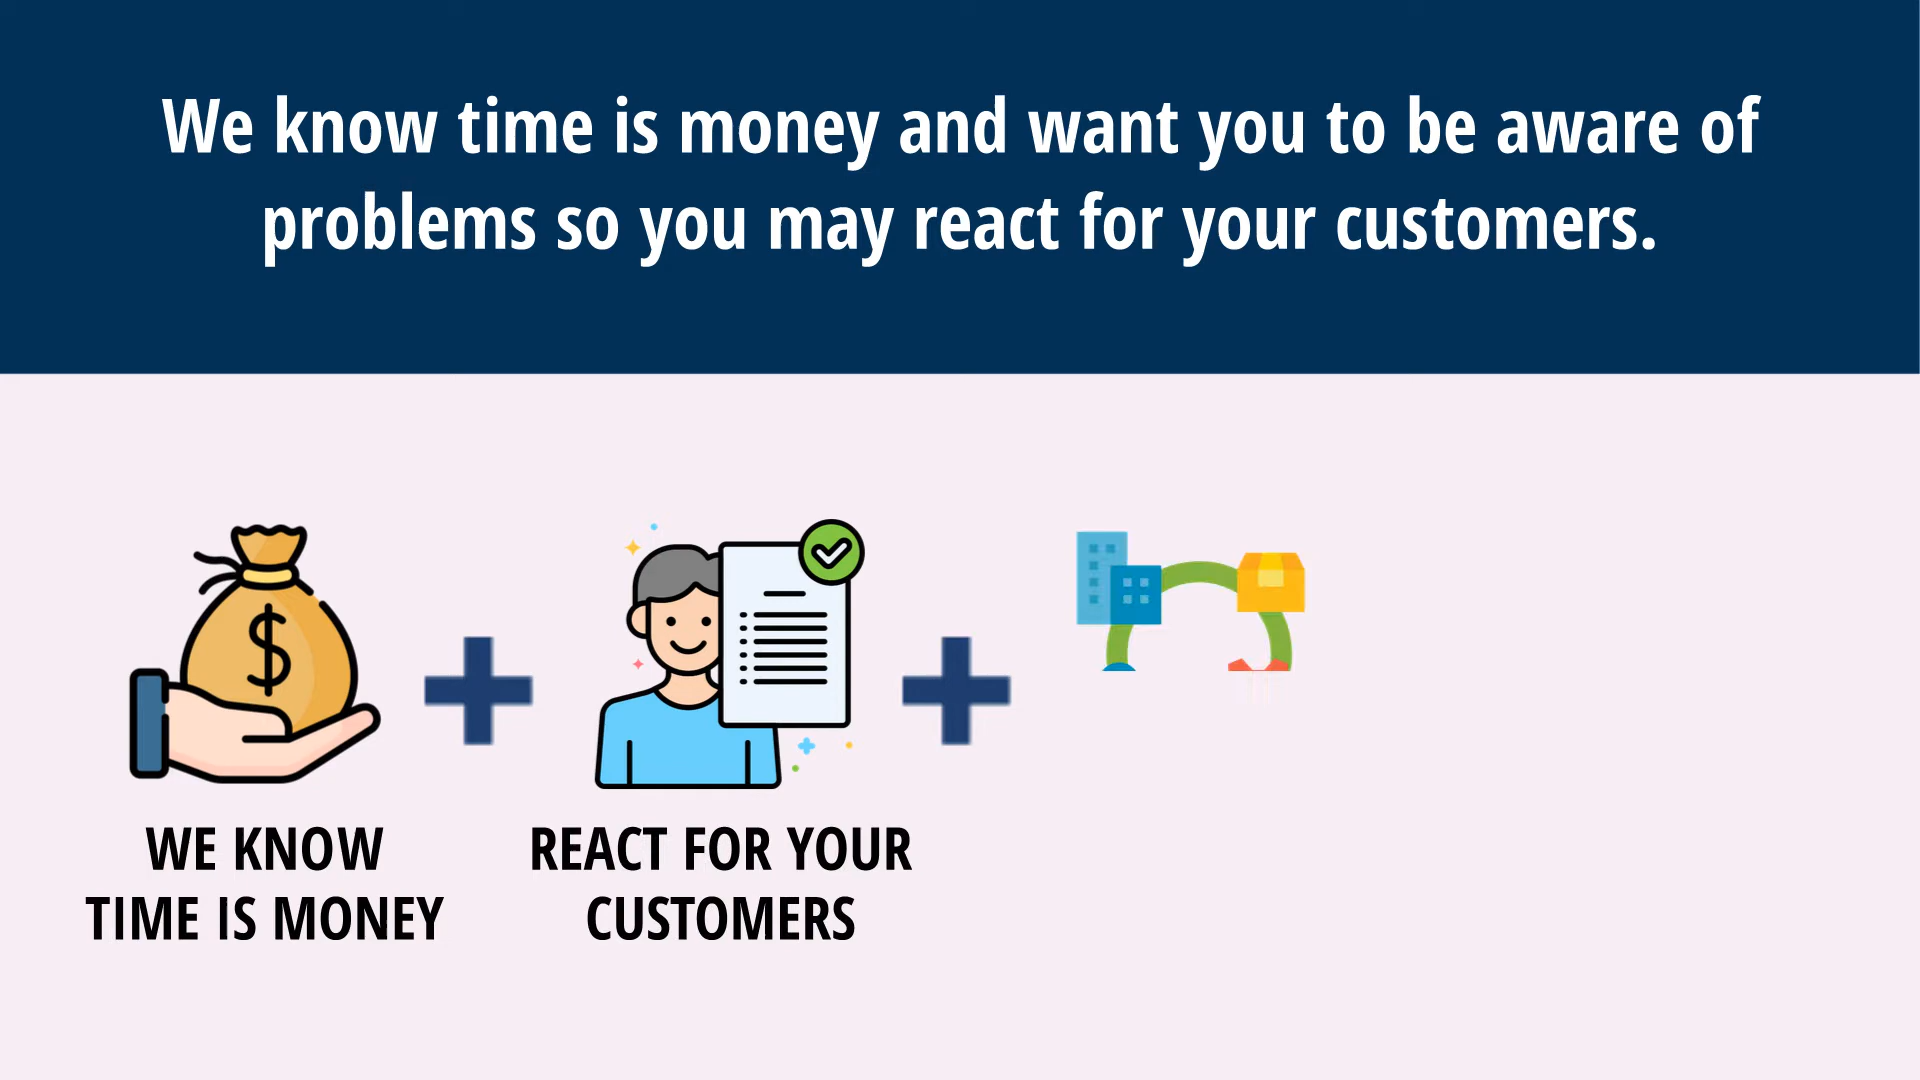 We know time is money and want you to be aware of
problems so you may react for your customers.
WE KNOW
TIME IS MONEY
REACT FOR YOUR
CUSTOMERS